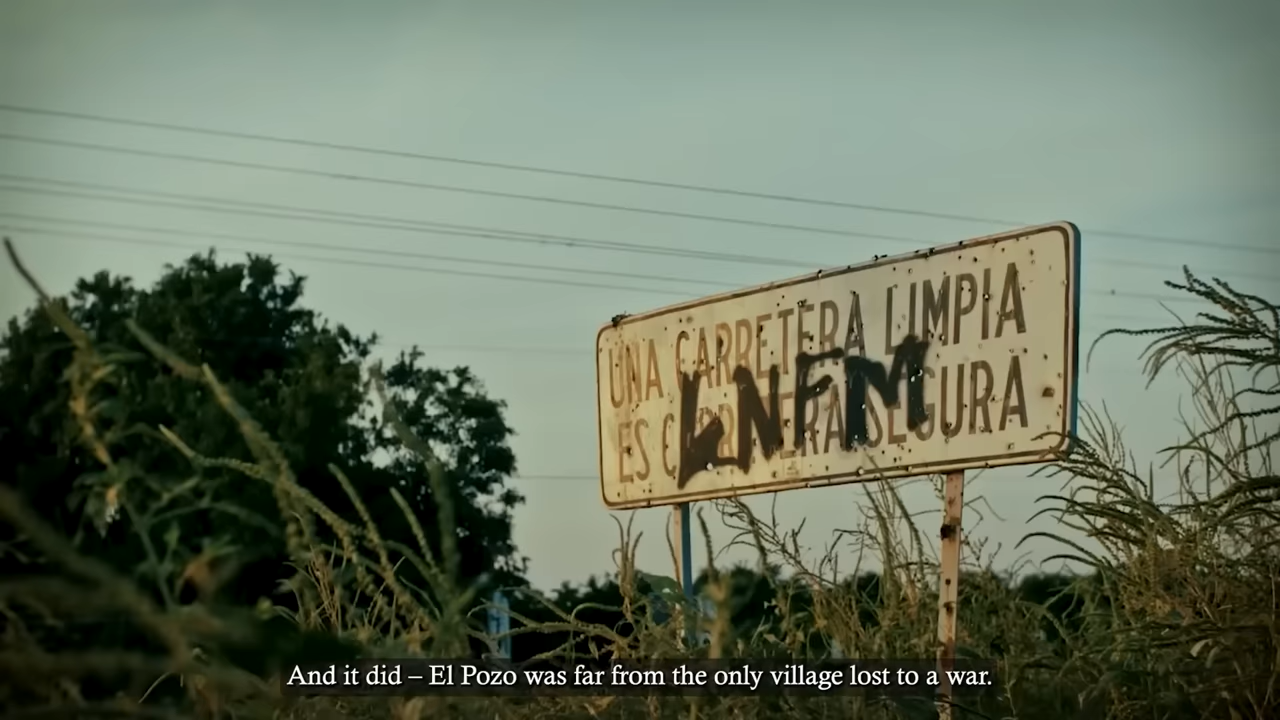 UNA CARRETERA LIMPIA
ES CARRETERA SEGURA
LNFM
And it did – El Pozo was far from the only village lost to a war.